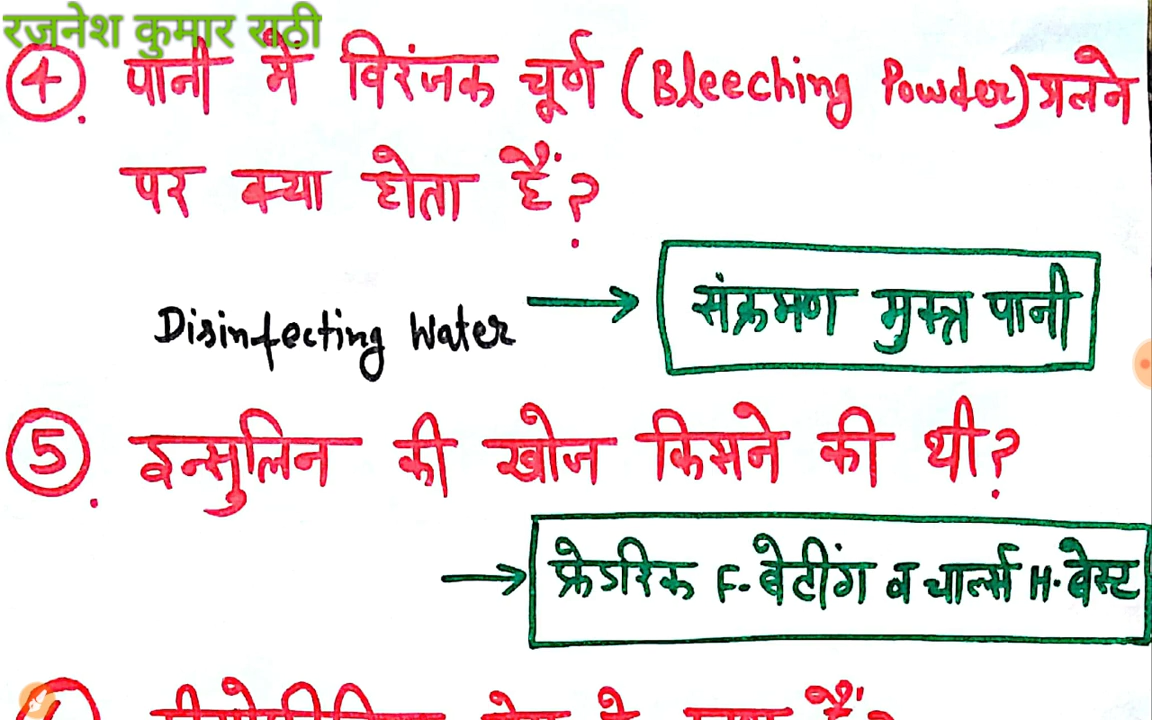 रजनेश कुमार राठी
4. पानी में विरंजक चूर्ण (Bleeching Powder) डालने
पर क्या होता हैं?
Disinfecting Water → संक्रमण मुक्त पानी
5. इन्सुलिन की खोज किसने की थी?
→ फ्रेडरिक F. बेटींग व चार्ल्स H. बेस्ट